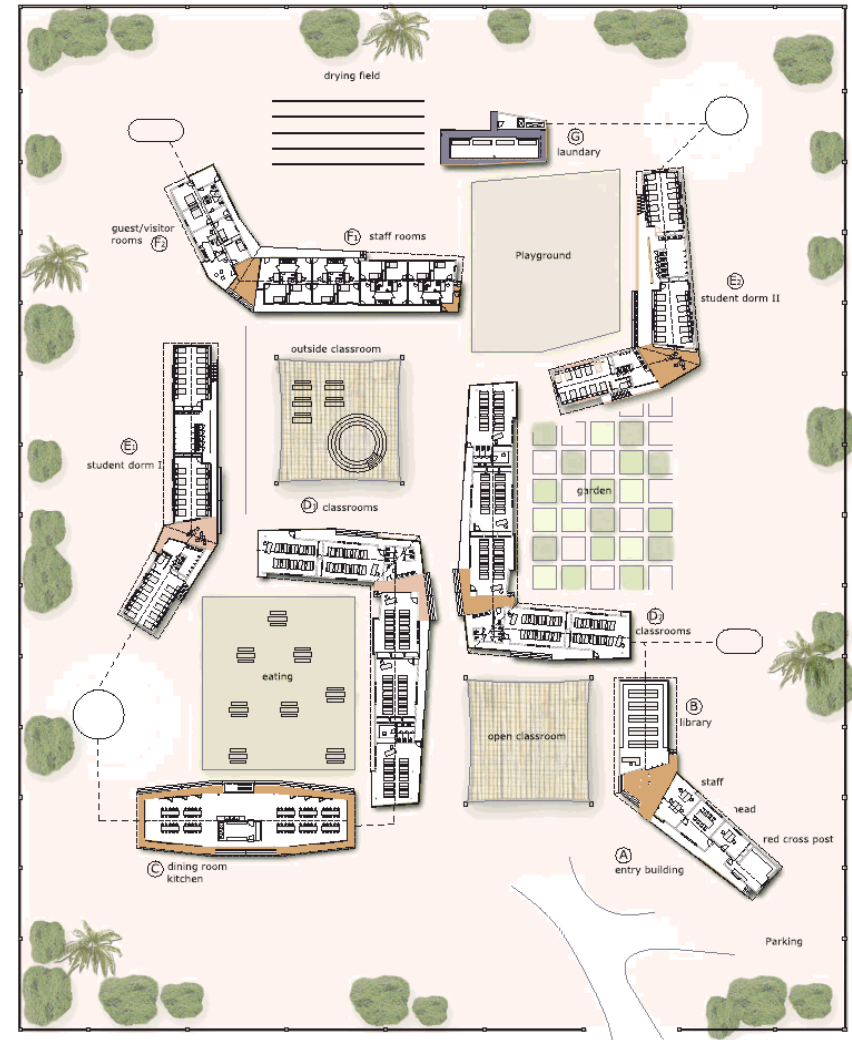 drying field
G
laundary
guest/visitor
rooms F2
F1 staff rooms
Playground
E2
student dorm II
outside classroom
E1
student dorm I
garden
D1 classrooms
D2
classrooms
eating
B
library
open classroom
staff
head
red cross post
A
entry building
C dining room
kitchen
Parking